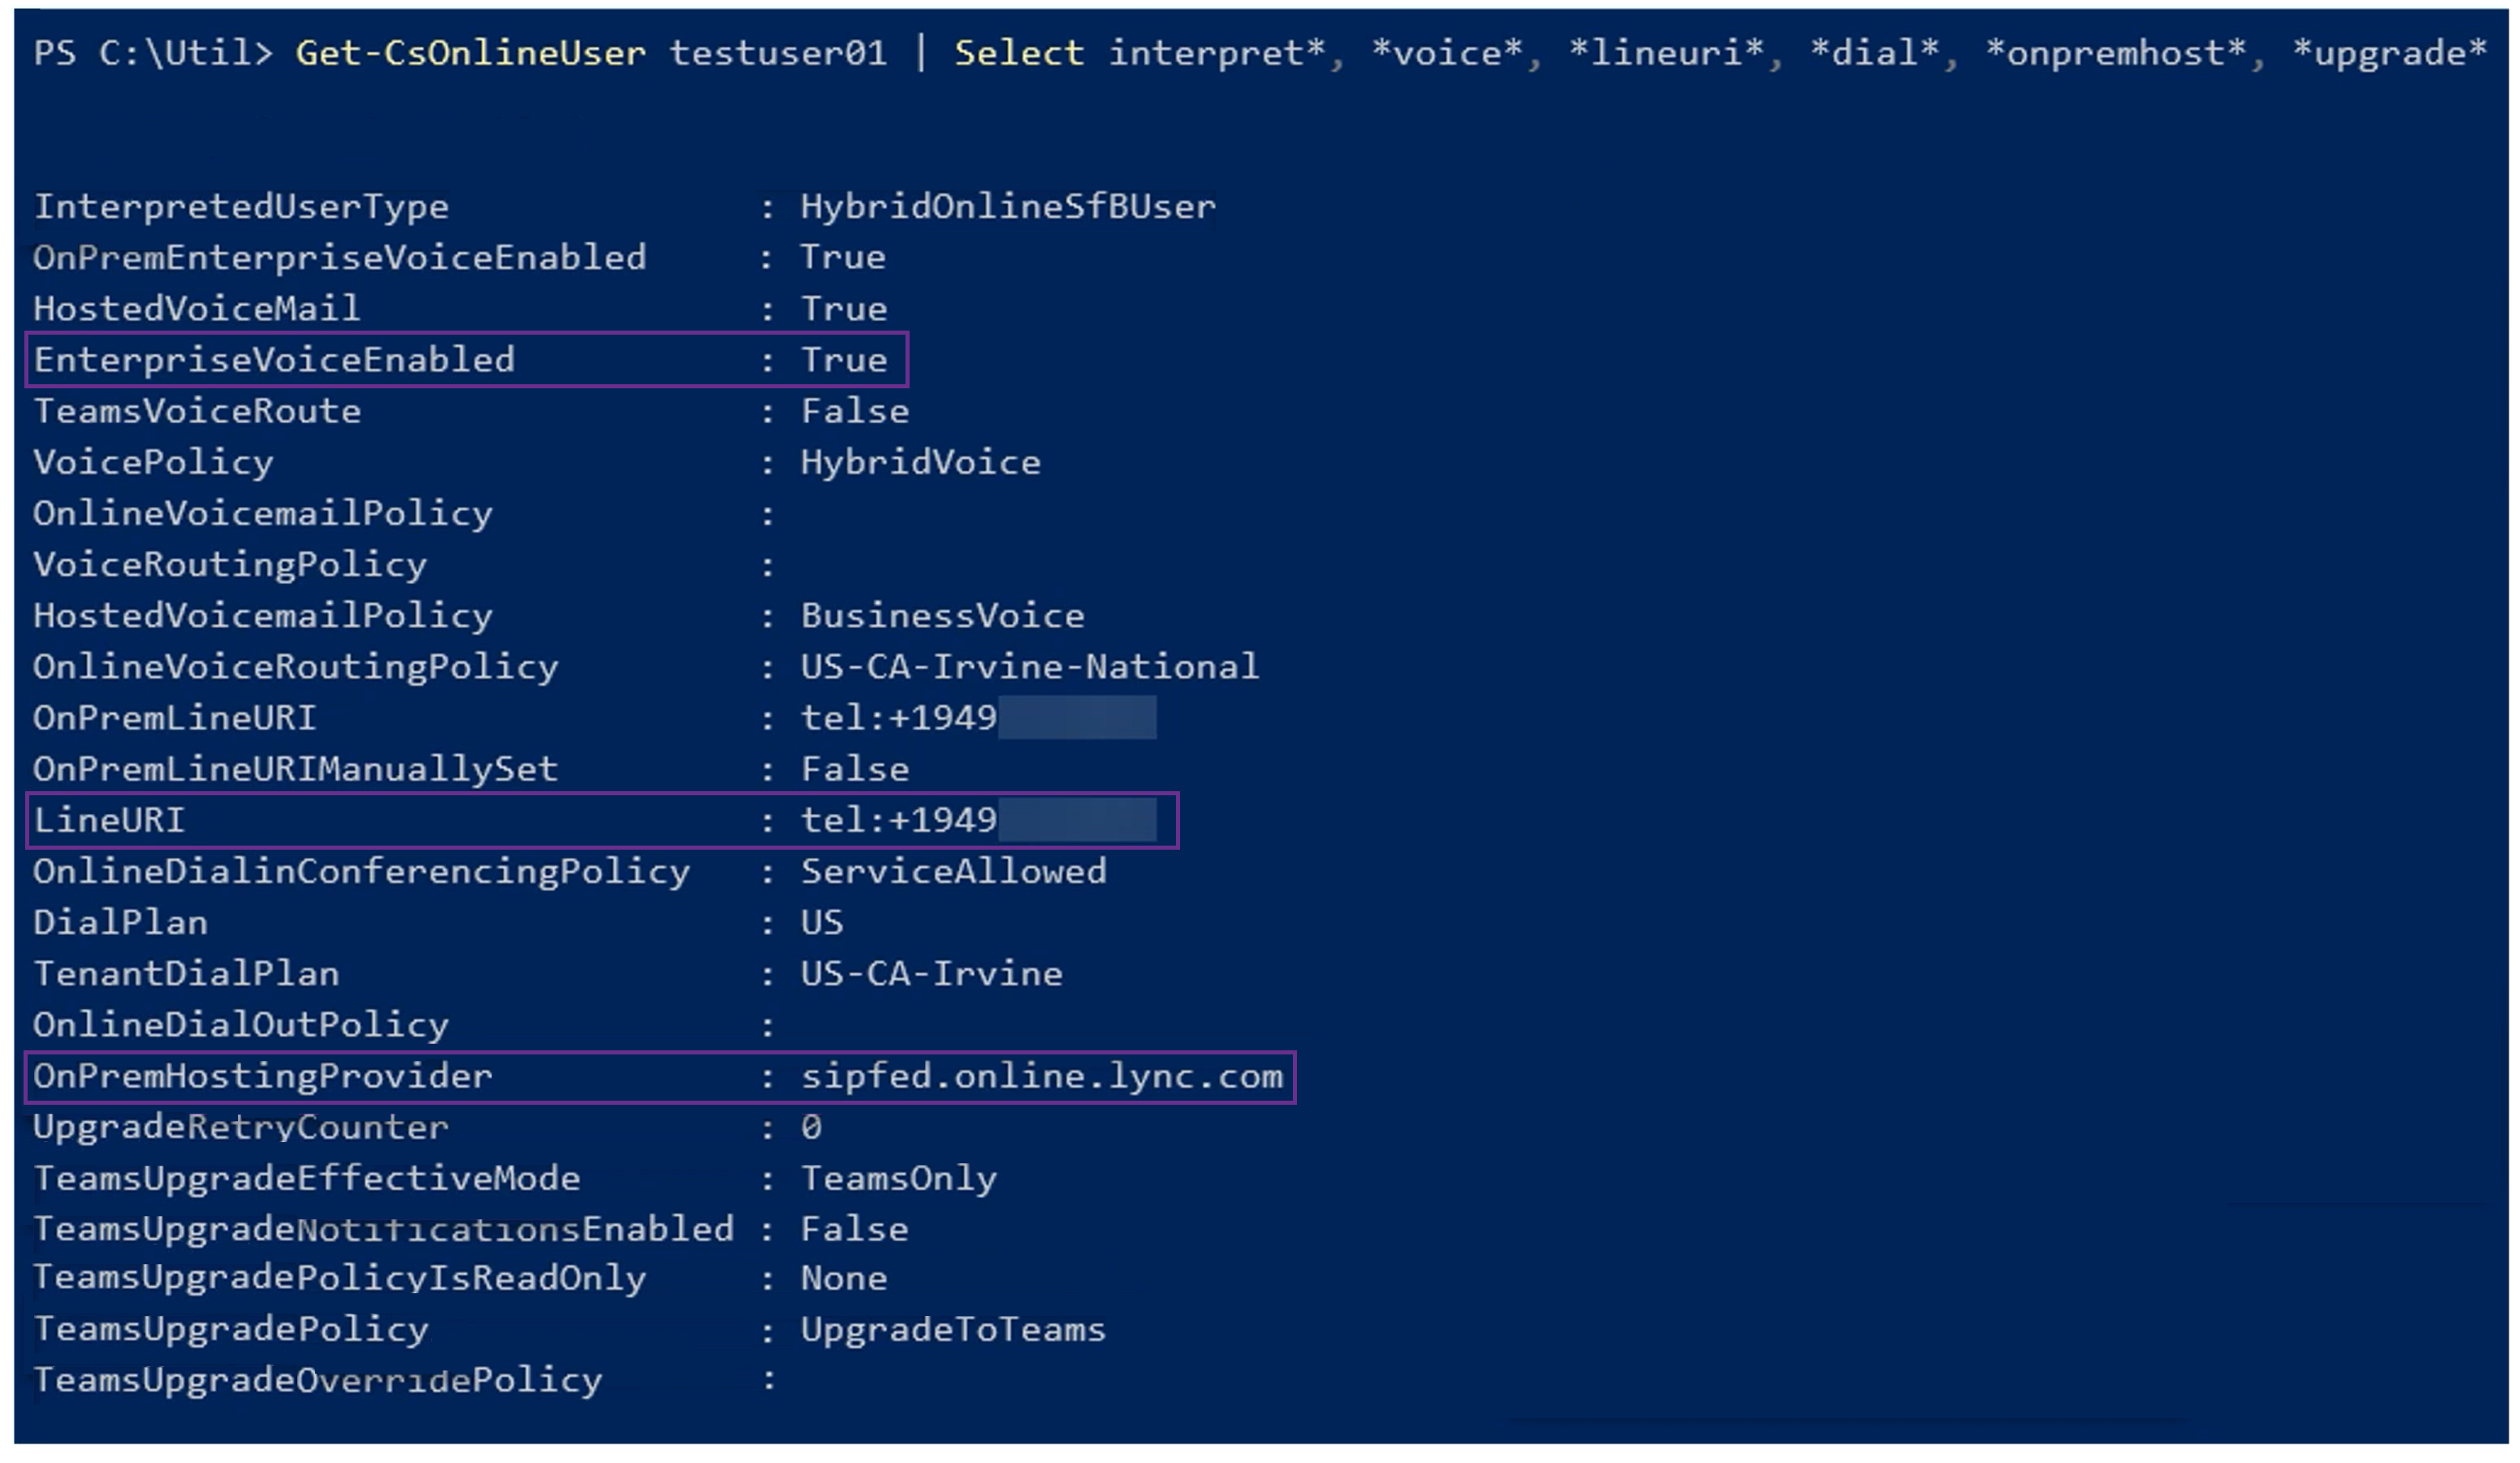 PS C:\Util> Get-CsOnlineUser testuser01 | Select interpret*, *voice*, *lineuri*, *dial*, *onpremhost*, *upgrade*
InterpretedUserType : HybridOnlineSfBUser
OnPremEnterpriseVoiceEnabled : True
HostedVoiceMail : True
EnterpriseVoiceEnabled : True
TeamsVoiceRoute : False
VoicePolicy : HybridVoice
OnlineVoicemailPolicy :
VoiceRoutingPolicy :
HostedVoicemailPolicy : BusinessVoice
OnlineVoiceRoutingPolicy : US-CA-Irvine-National
OnPremLineURI : tel:+1949
OnPremLineURIManuallySet : False
LineURI : tel:+1949
OnlineDialinConferencingPolicy : ServiceAllowed
DialPlan : US
TenantDialPlan : US-CA-Irvine
OnlineDialOutPolicy :
OnPremHostingProvider : sipfed.online.lync.com
UpgradeRetryCounter : 0
TeamsUpgradeEffectiveMode : TeamsOnly
TeamsUpgradeNotificationsEnabled : False
TeamsUpgradePolicyIsReadOnly : None
TeamsUpgradePolicy : UpgradeToTeams
TeamsUpgradeOverridePolicy :